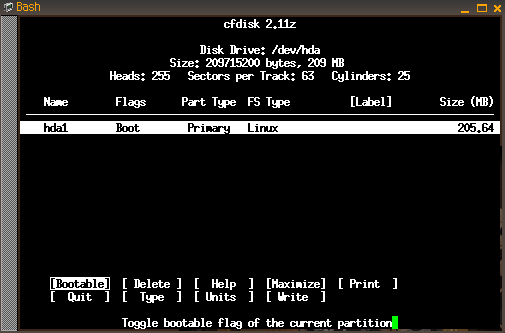 Bash
cfdisk 2.11z
Disk Drive: /dev/hda
Size: 209715200 bytes, 209 MB
Heads: 255 Sectors per Track: 63 Cylinders: 25
Name Flags Part Type FS Type [Label] Size (MB)
hda1 Boot Primary Linux 205.64
[Bootable] [ Delete ] [ Help ] [Maximize] [ Print ]
[ Quit ] [ Type ] [ Units ] [ Write ]
Toggle bootable flag of the current partition